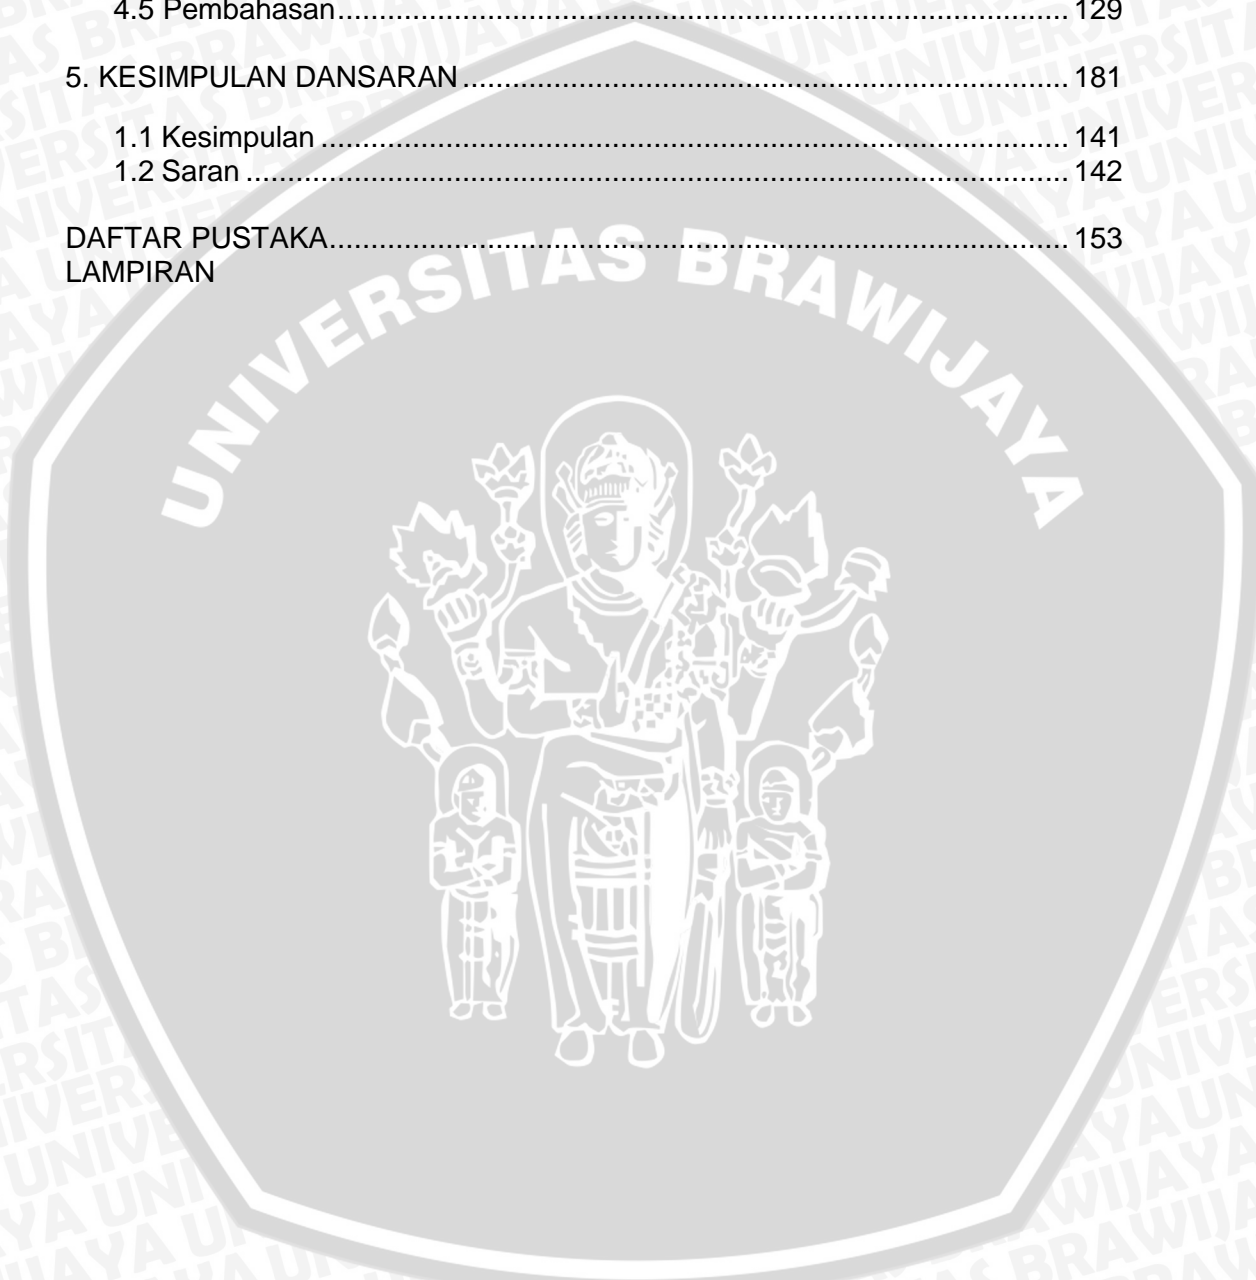 4.5 Pembahasan........................................................................................ 129
5. KESIMPULAN DANSARAN......................................................................... 181
1.1 Kesimpulan.......................................................................................... 141
1.2 Saran................................................................................................... 142
DAFTAR PUSTAKA......................................................................................... 153
LAMPIRAN
UNIVERSITAS BRAWIJAYA